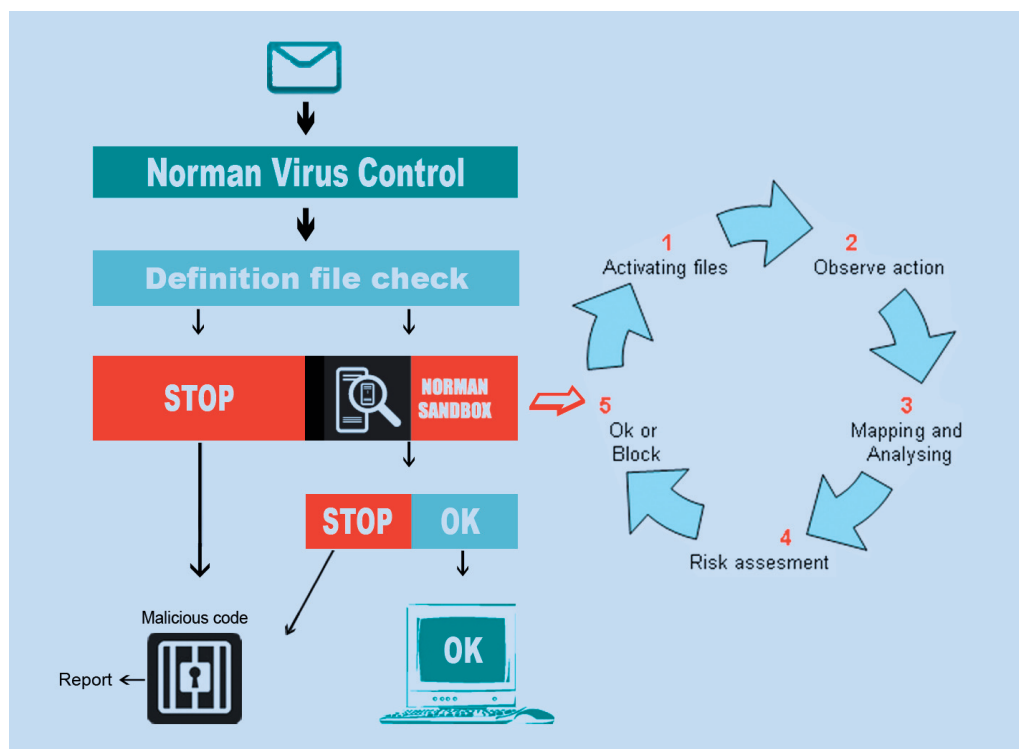 Norman Virus Control
Definition file check
STOP
NORMAN
SANDBOX
STOP
OK
Malicious code
Report
OK
1
Activating files
2
Observe action
3
Mapping and
Analysing
4
Risk assesment
5
Ok or
Block